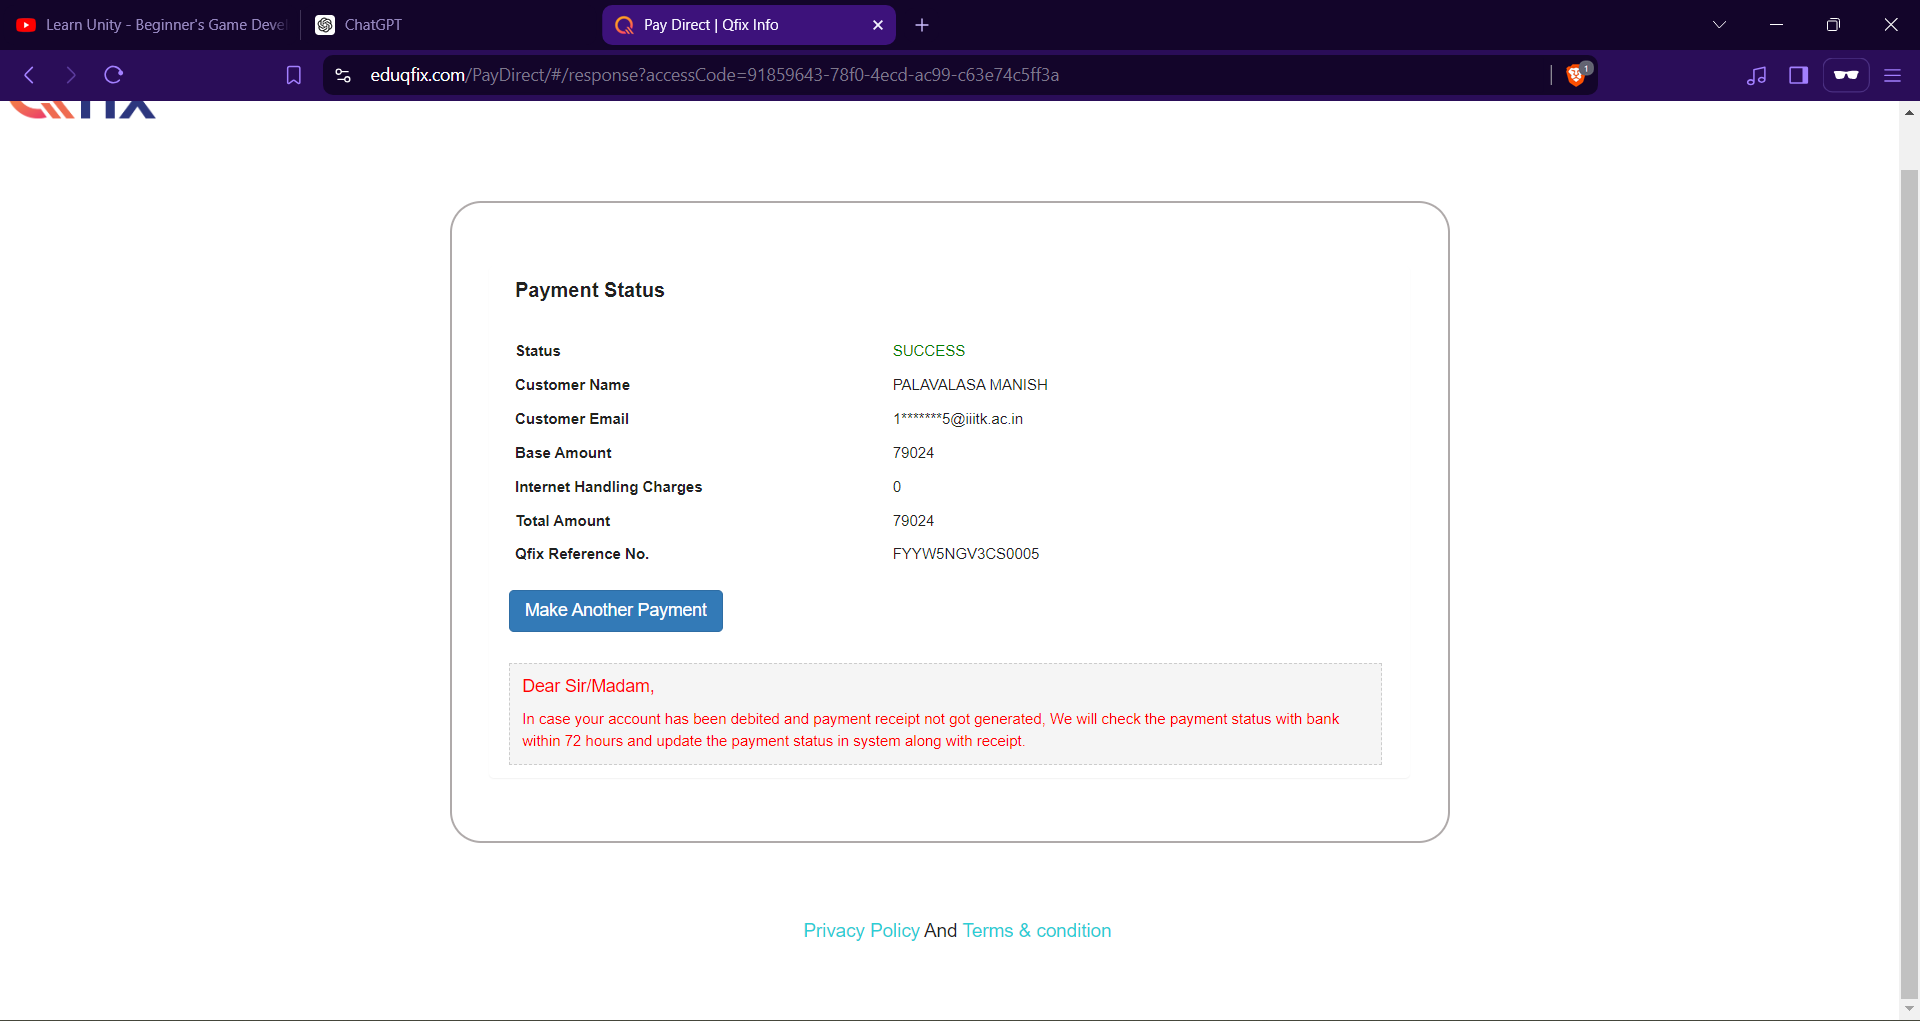 Learn Unity - Beginner's Game Deve
ChatGPT
Pay Direct | Qfix Info
eduqfix.com/PayDirect/#/response?accessCode=91859643-78f0-4ecd-ac99-c63e74c5ff3a
1
Payment Status
Status SUCCESS
Customer Name PALAVALASA MANISH
Customer Email 1*******5@iiitk.ac.in
Base Amount 79024
Internet Handling Charges 0
Total Amount 79024
Qfix Reference No. FYYW5NGV3CS0005
Make Another Payment
Dear Sir/Madam,
In case your account has been debited and payment receipt not got generated, We will check the payment status with bank
within 72 hours and update the payment status in system along with receipt.
Privacy Policy And Terms & condition